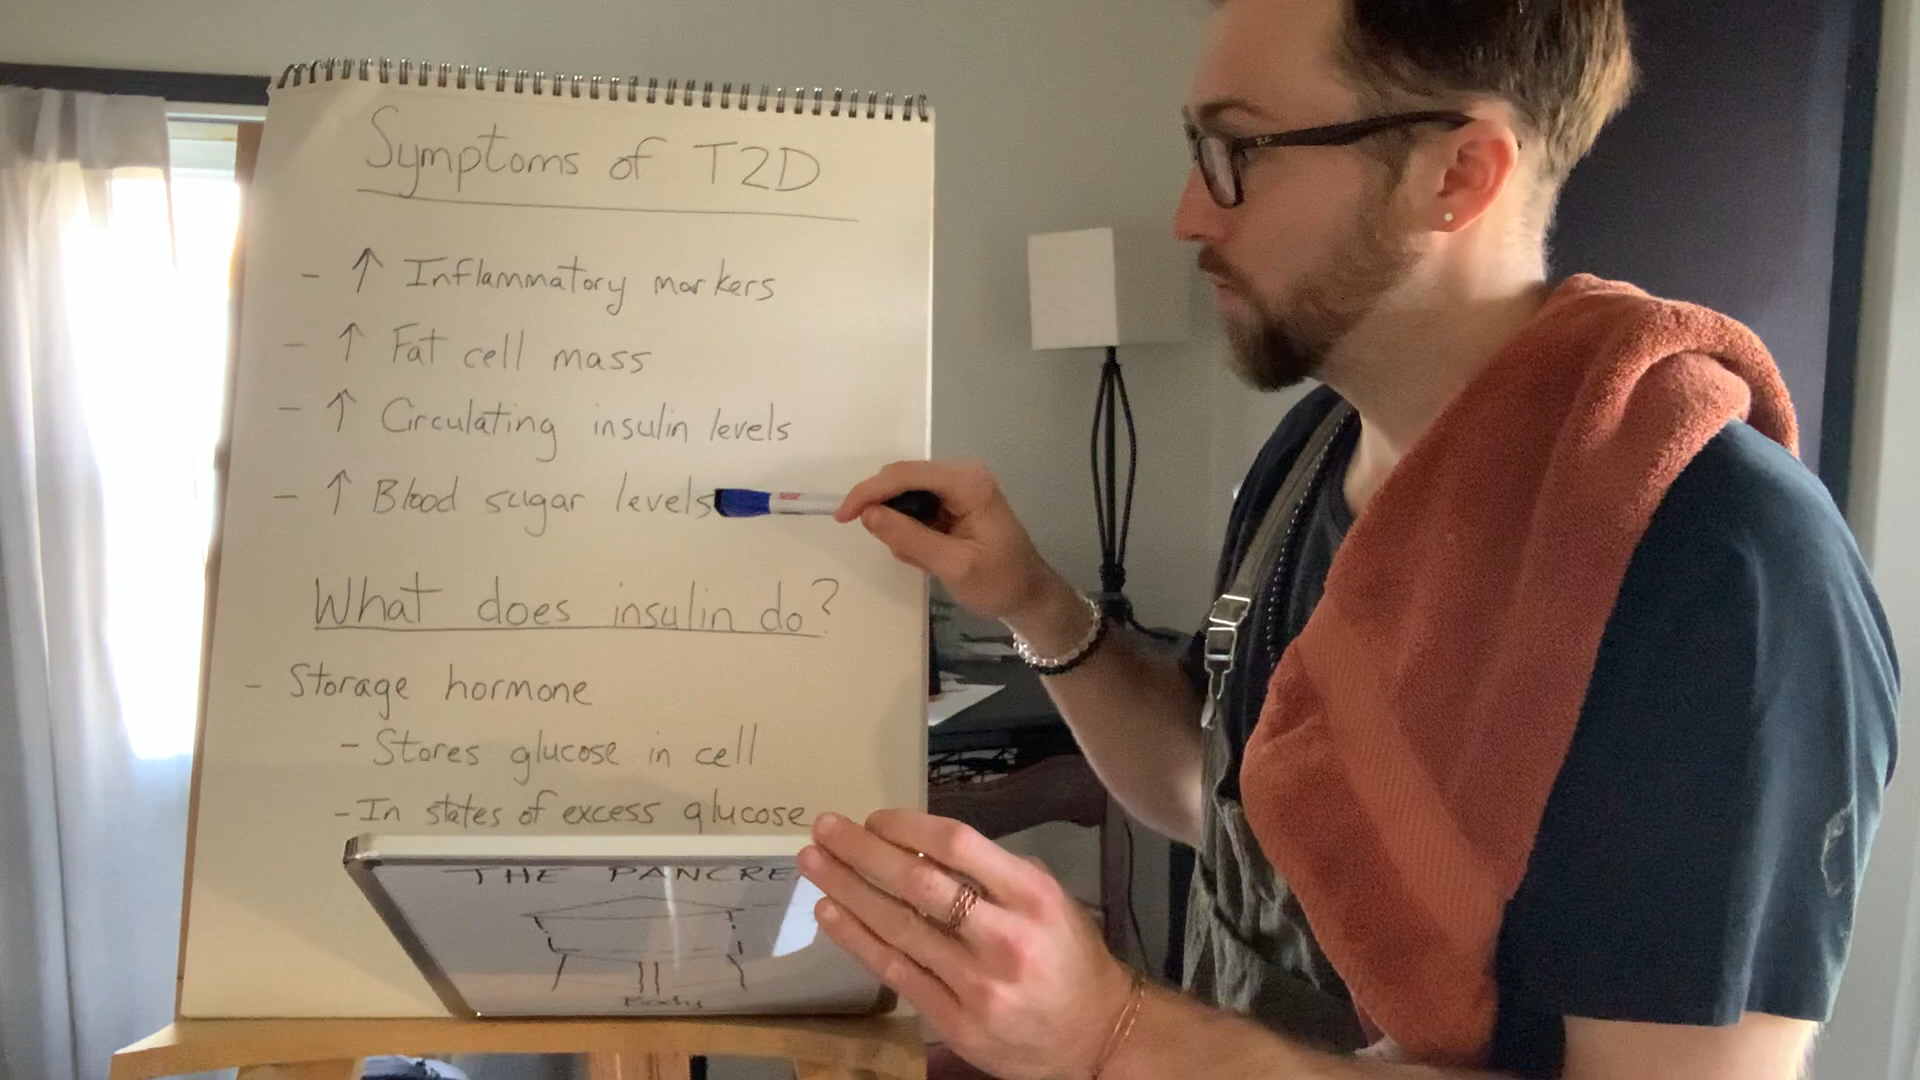 Symptoms of T2D
- ↑ Inflammatory markers
- ↑ Fat cell mass
- ↑ Circulating insulin levels
- ↑ Blood sugar levels
What does insulin do?
- Storage hormone
- Stores glucose in cell
- In states of excess glucose
THE PANCRE
Body